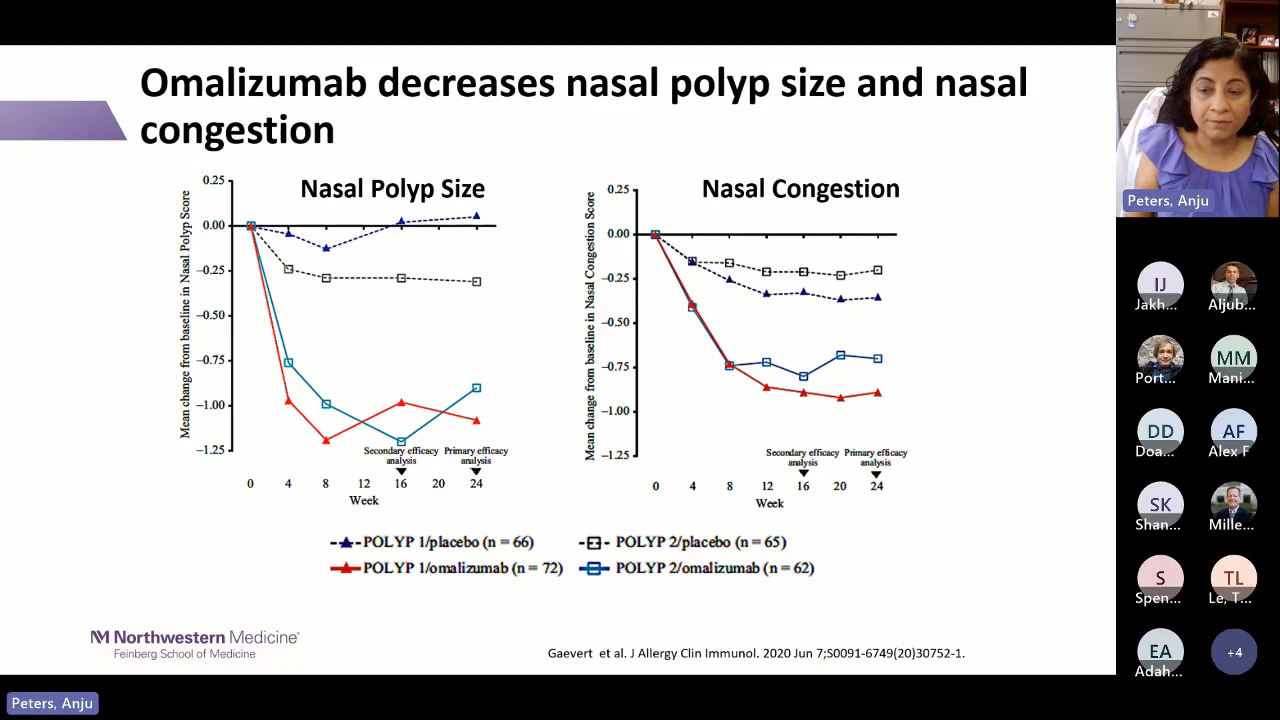 Omalizumab decreases nasal polyp size and nasal
congestion
Nasal Polyp Size
Mean change from baseline in Nasal Polyp Score
0.25
0.00
−0.25
−0.50
−0.75
−1.00
−1.25
Secondary efficacy
analysis
Primary efficacy
analysis
0 4 8 12 16 20 24
Week
Nasal Congestion
Mean change from baseline in Nasal Congestion Score
0.25
0.00
−0.25
−0.50
−0.75
−1.00
−1.25
Secondary efficacy
analysis
Primary efficacy
analysis
0 4 8 12 16 20 24
Week
POLYP 1/placebo (n = 66)
POLYP 2/placebo (n = 65)
POLYP 1/omalizumab (n = 72)
POLYP 2/omalizumab (n = 62)
M Northwestern Medicine®
Feinberg School of Medicine
Gaevert et al. J Allergy Clin Immunol. 2020 Jun 7;S0091-6749(20)30752-1.
Peters, Anju
Peters, Anju
IJ
Jakh...
Aljub...
Port...
MM
Mani...
DD
Doa...
AF
Alex F
SK
Shan...
Mille...
S
Spen...
TL
Le, T...
EA
Adah...
+4